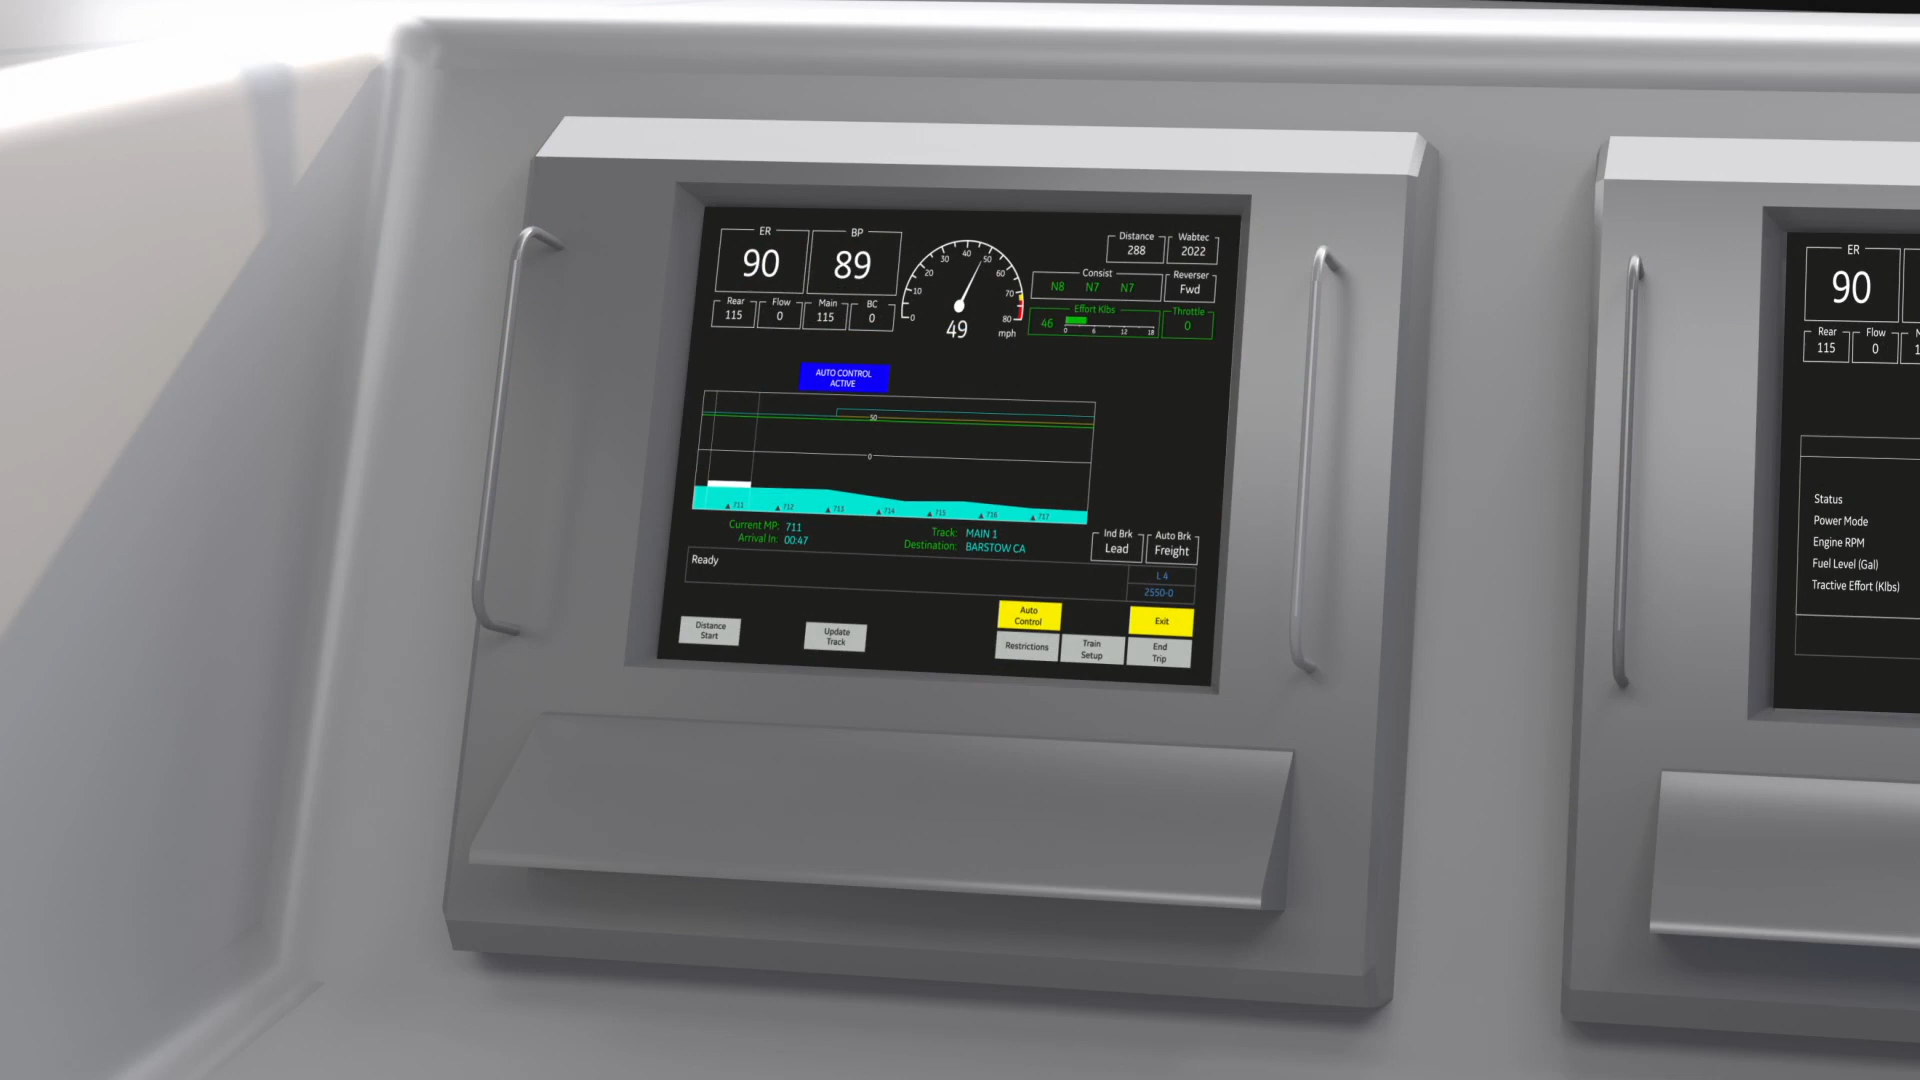 ER
90
BP
89
Rear
115
Flow
0
Main
115
BC
0
0
10
20
30
40
50
60
70
80
mph
49
Distance
288
Wabtec
2022
Consist
N8 N7 N7
Reverser
Fwd
Effort Klbs
46
0 6 12 18
Throttle
0
AUTO CONTROL
ACTIVE
50
0
711 712 713 714 715 716 717
Current MP: 711
Arrival In: 00:47
Track: MAIN 1
Destination: BARSTOW CA
Ind Brk
Lead
Auto Brk
Freight
Ready
L 4
2550-0
Distance
Start
Update
Track
Auto
Control
Restrictions
Train
Setup
Exit
End
Trip
ER
90
Rear
115
Flow
0
Status
Power Mode
Engine RPM
Fuel Level (Gal)
Tractive Effort (Klbs)